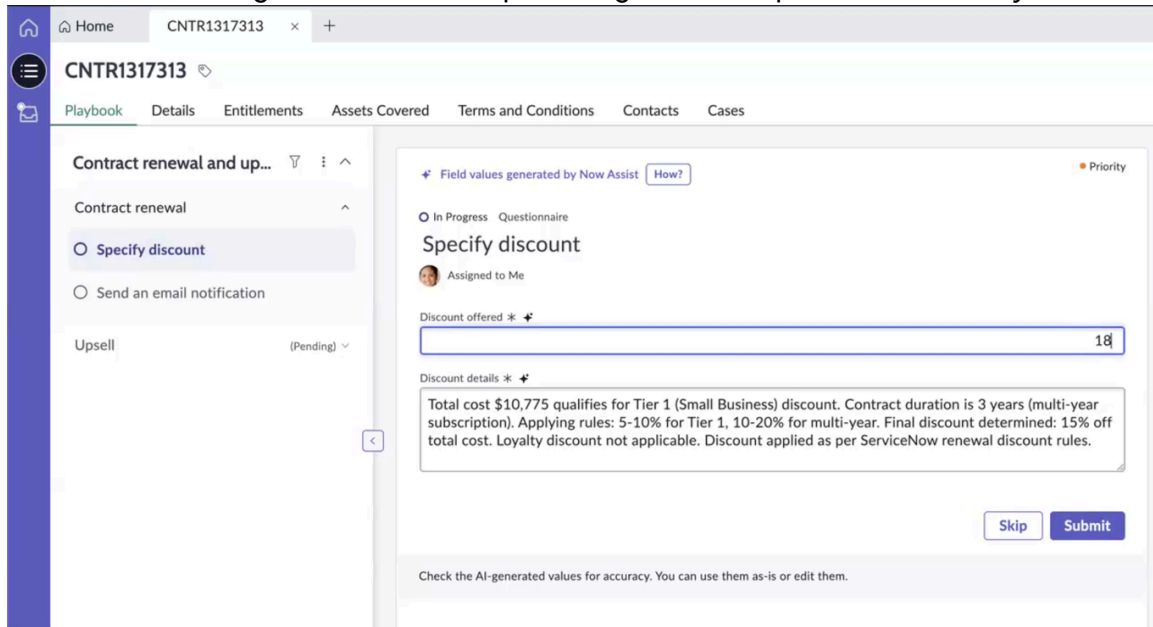 Home
CNTR1317313 × +
CNTR1317313
Playbook Details Entitlements Assets Covered Terms and Conditions Contacts Cases
Contract renewal and up...
Contract renewal
Specify discount
Send an email notification
Upsell (Pending)
Field values generated by Now Assist How?
Priority
In Progress Questionnaire
Specify discount
Assigned to Me
Discount offered *
18
Discount details *
Total cost $10,775 qualifies for Tier 1 (Small Business) discount. Contract duration is 3 years (multi-year
subscription). Applying rules: 5-10% for Tier 1, 10-20% for multi-year. Final discount determined: 15% off
total cost. Loyalty discount not applicable. Discount applied as per ServiceNow renewal discount rules.
Skip Submit
Check the AI-generated values for accuracy. You can use them as-is or edit them.